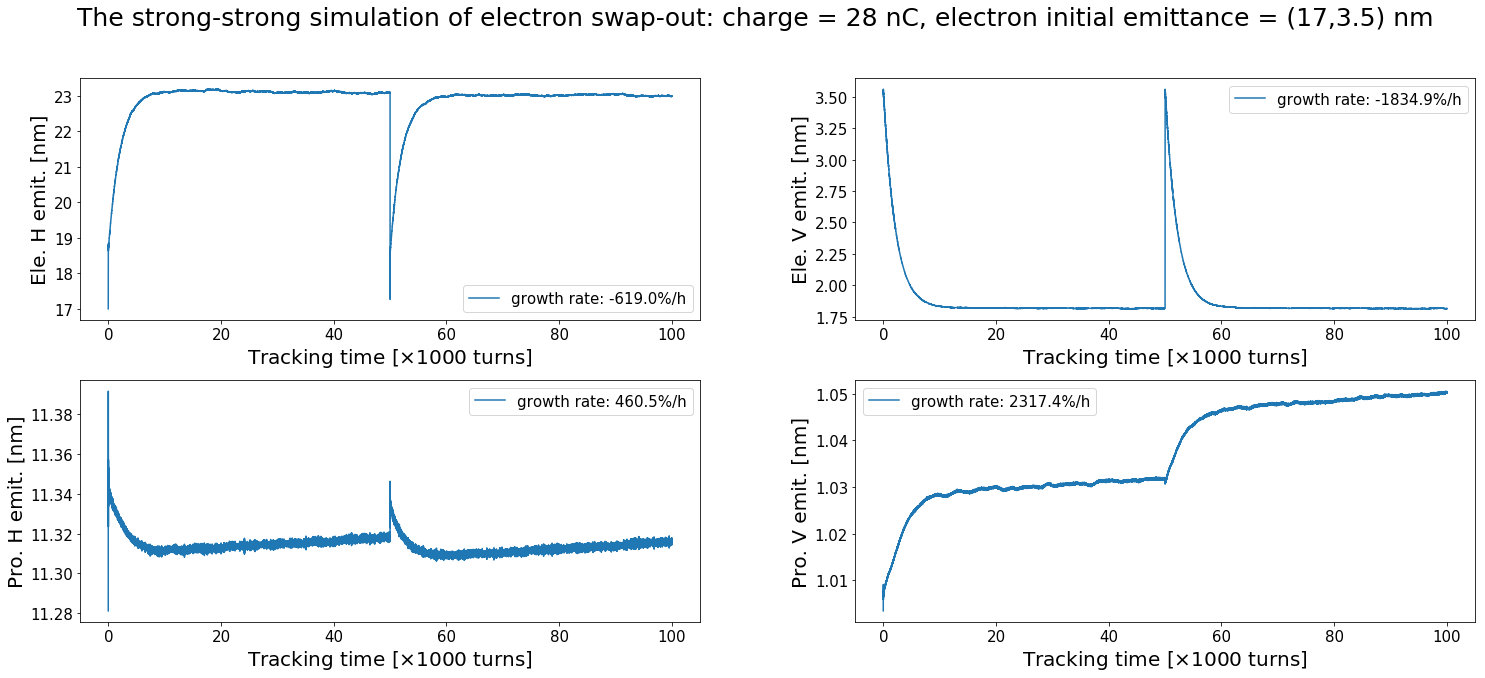 The strong-strong simulation of electron swap-out: charge = 28 nC, electron initial emittance = (17,3.5) nm
Ele. H emit. [nm]
23
22
21
20
19
18
17
growth rate: -619.0%/h
0 20 40 60 80 100
Tracking time [×1000 turns]
Ele. V emit. [nm]
3.50
3.25
3.00
2.75
2.50
2.25
2.00
1.75
growth rate: -1834.9%/h
0 20 40 60 80 100
Tracking time [×1000 turns]
Pro. H emit. [nm]
11.38
11.36
11.34
11.32
11.30
11.28
growth rate: 460.5%/h
0 20 40 60 80 100
Tracking time [×1000 turns]
Pro. V emit. [nm]
1.05
1.04
1.03
1.02
1.01
growth rate: 2317.4%/h
0 20 40 60 80 100
Tracking time [×1000 turns]